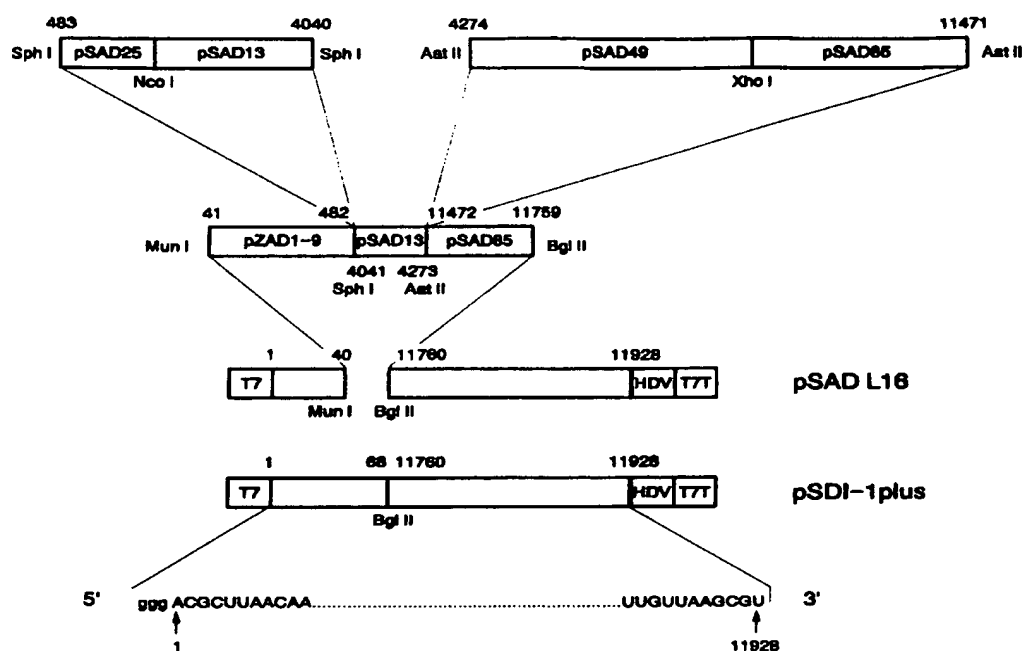 483 4040 4274 11471
Sph I pSAD25 pSAD13 Sph I Aat II pSAD49 pSAD85 Aat II
Nco I Xho I
41 482 11472 11759
Mun I pZAD1-9 pSAD13 pSAD85 Bgl II
4041 4273
Sph I Aat II
1 40 11760 11928
T7 HDV T7T pSAD L16
Mun I Bgl II
1 68 11760 11928
T7 HDV T7T pSDI-1plus
Bgl II
5' gggACGCUUAACAA UUGUUAAGCGU 3'
1 11928